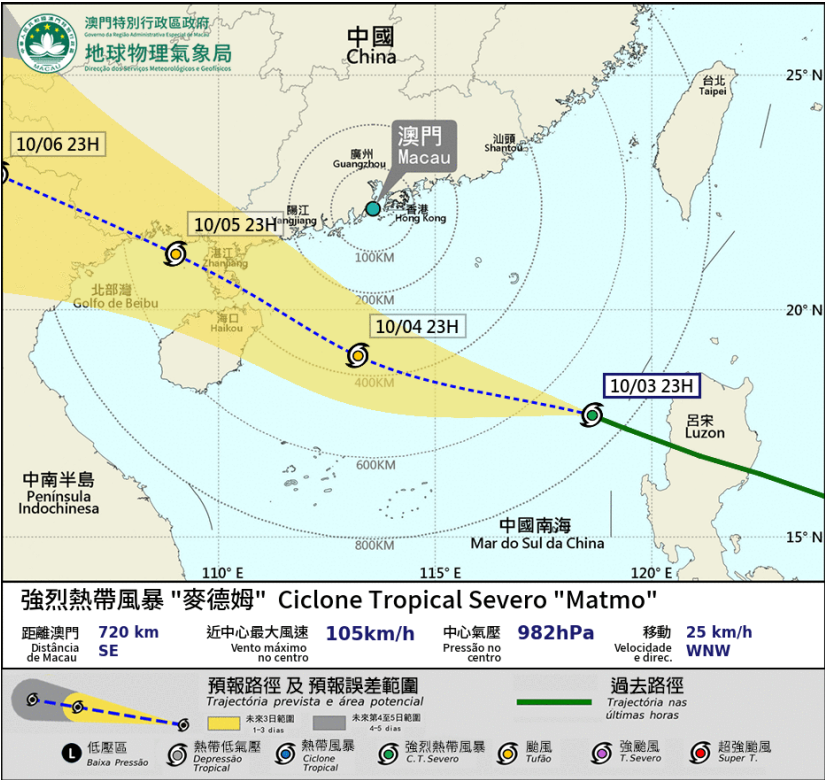 澳門特別行政區政府
Governo da Região Administrativa Especial de Macau
地球物理氣象局
Direcção dos Serviços Meteorológicos e Geofísicos
MACAU
中國
China
25° N
台北
Taipei
10/06 23H
澳門
Macau
汕頭
Shantou
廣州
Guangzhou
陽江
Yangjiang
香港
Hong Kong
10/05 23H
湛江
Zhanjiang
100KM
北部灣
Golfo de Beibu
200KM
20° N
海口
Haikou
10/04 23H
400KM
10/03 23H
呂宋
Luzon
600KM
中南半島
Península
Indochinesa
中國南海
Mar do Sul da China
800KM
15° N
110° E
115° E
120° E
強烈熱帶風暴 "麥德姆" Ciclone Tropical Severo "Matmo"
距離澳門
Distância
de Macau
720 km
SE
近中心最大風速
Vento máximo
no centro
105km/h
中心氣壓
Pressão no
centro
982hPa
移動
Velocidade
e direc.
25 km/h
WNW
預報路徑 及 預報誤差範圍
Trajectória prevista e área potencial
未來3日範圍
1-3 dias
未來第4至5日範圍
4-5 dias
過去路徑
Trajectória nas
últimas horas
L
低壓區
Baixa Pressão
熱帶低氣壓
Depressão
Tropical
熱帶風暴
Ciclone
Tropical
強烈熱帶風暴
C.T.Severo
颱風
Tufão
強颱風
T.Severo
超強颱風
Super T.